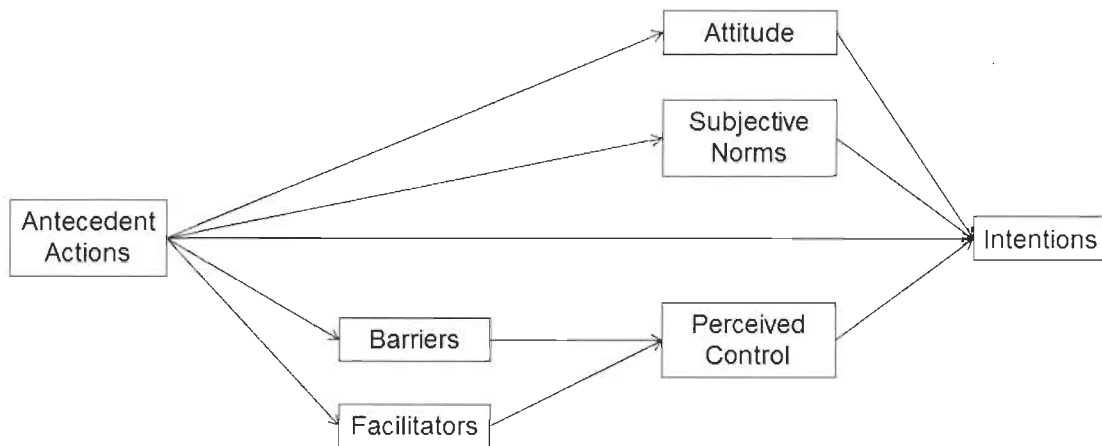 Attitude
Subjective
Norms
Antecedent
Actions
Intentions
Barriers
Perceived
Control
Facilitators